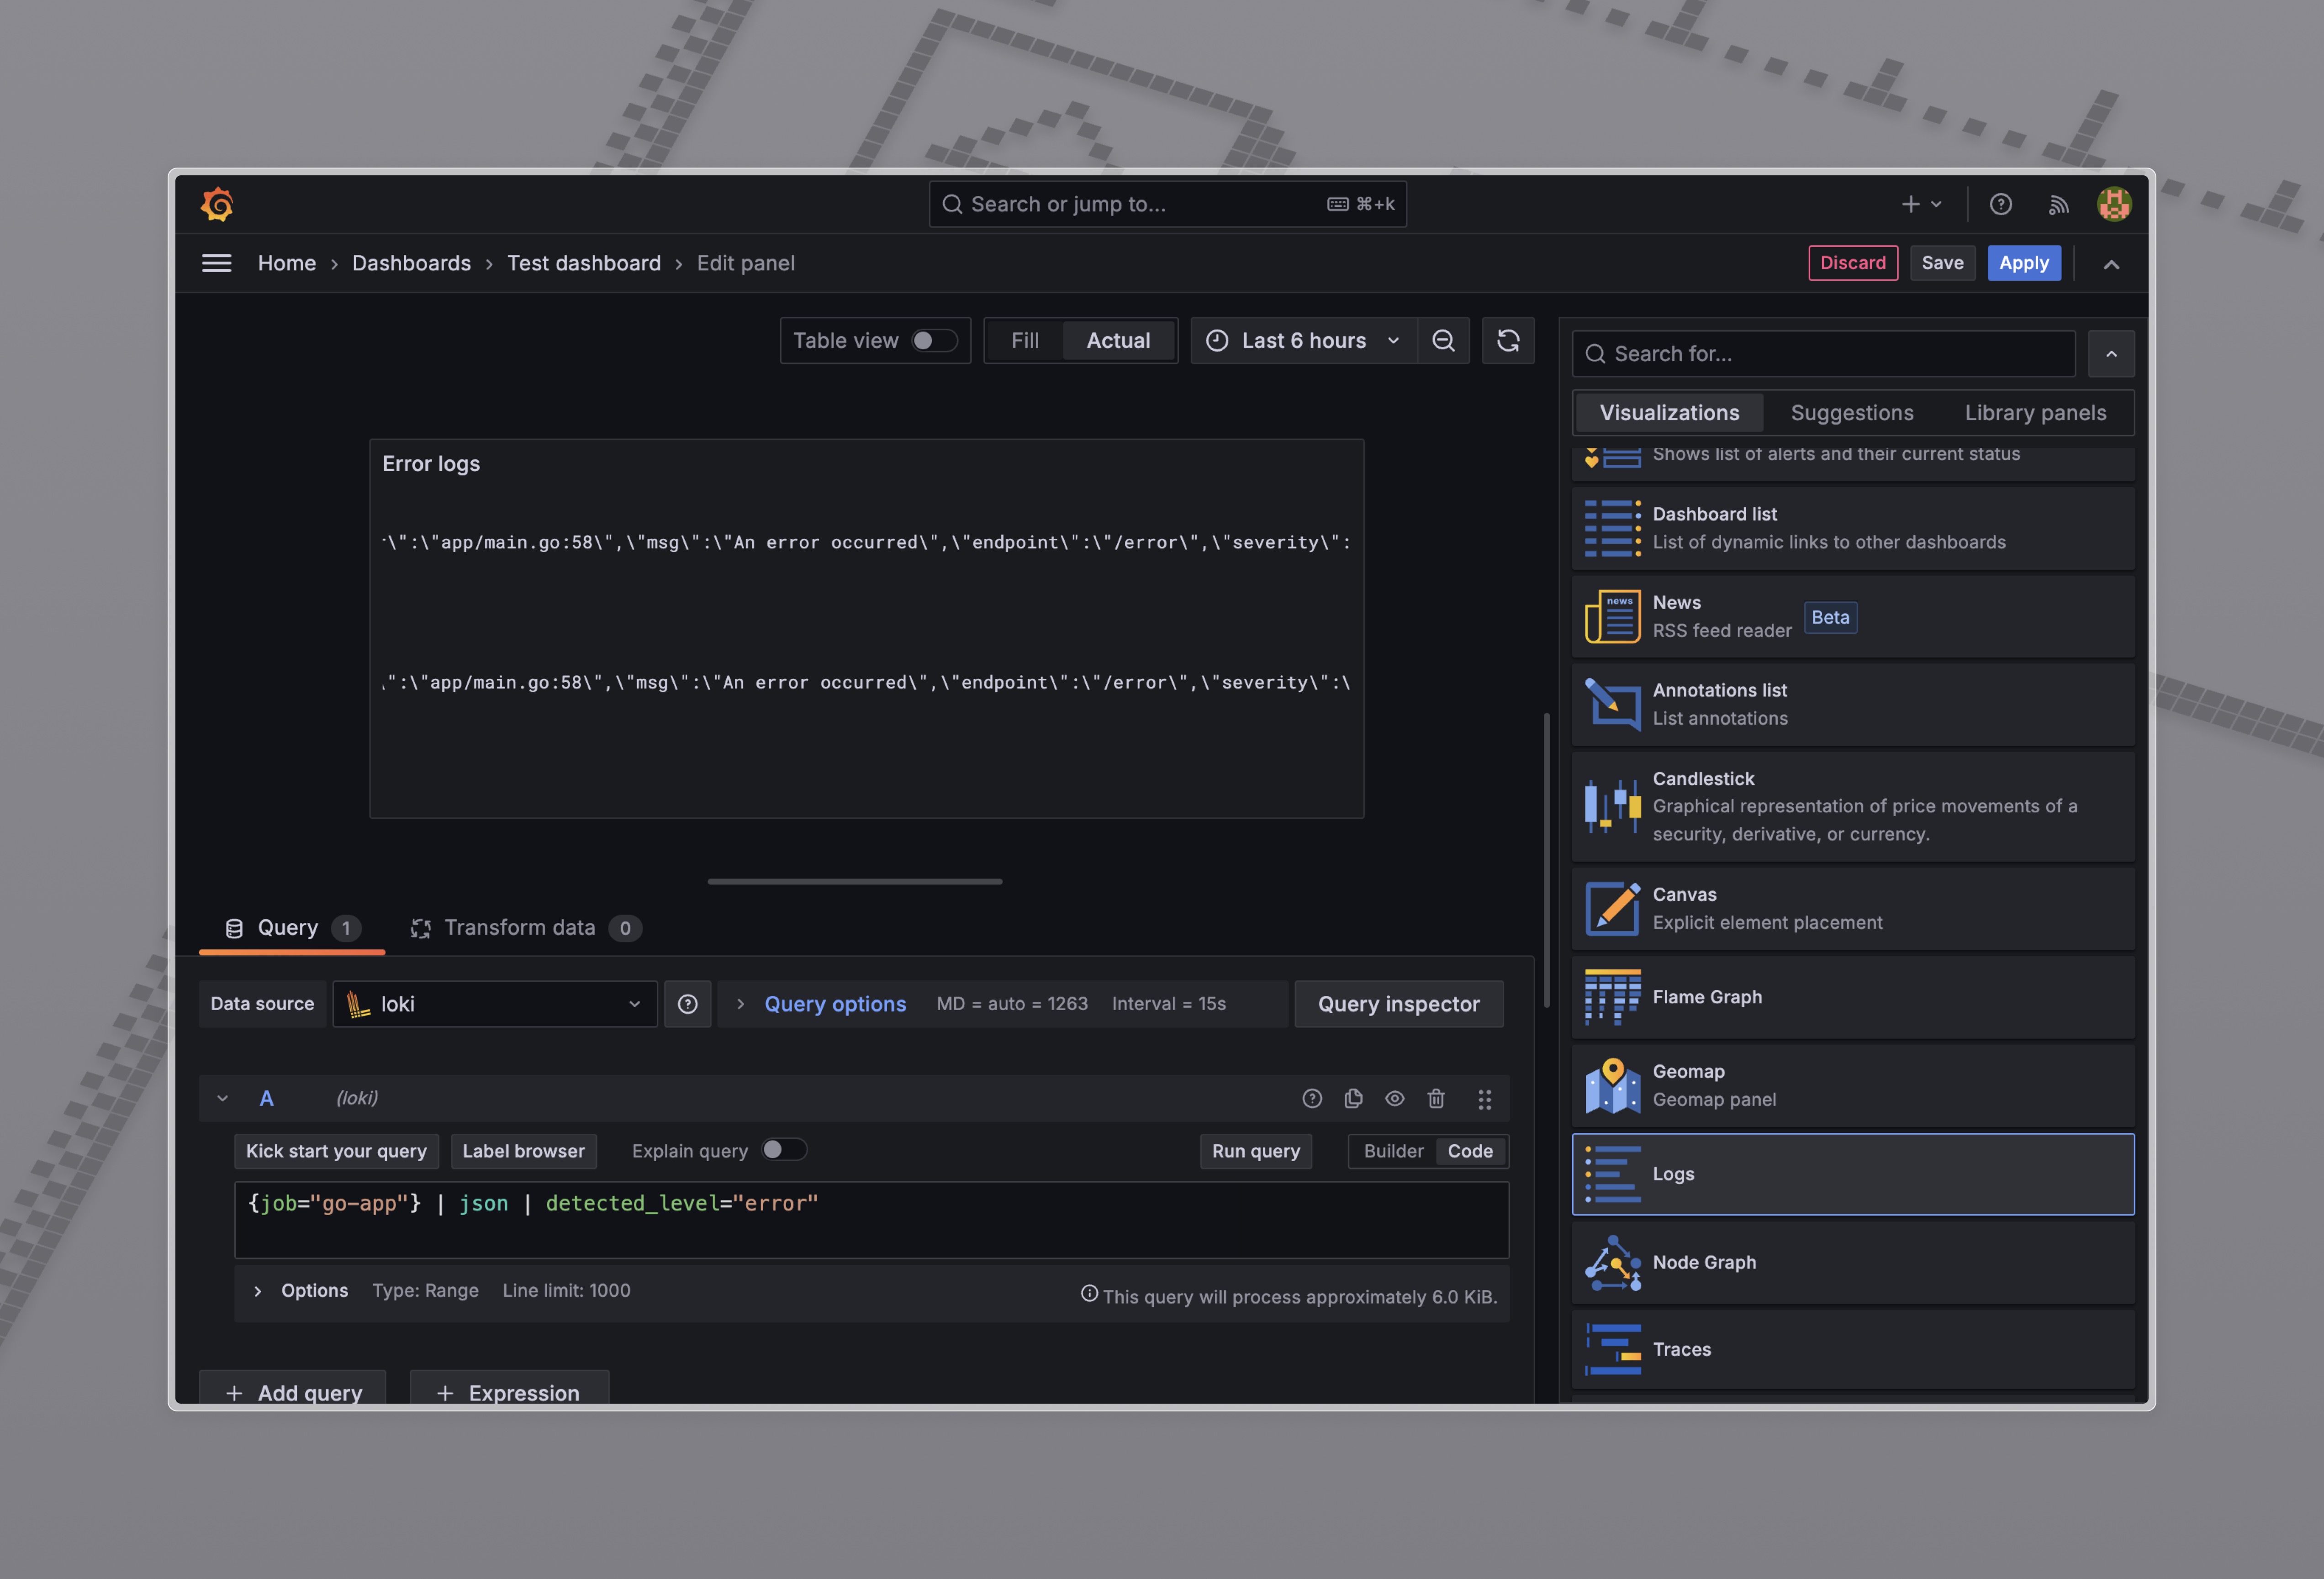 Search or jump to...
⌘+k
Home › Dashboards › Test dashboard › Edit panel
Discard
Save
Apply
Table view
Fill
Actual
Last 6 hours
Error logs
\":\"app/main.go:58\",\"msg\":\"An error occurred\",\"endpoint\":\"/error\",\"severity\":
\":\"app/main.go:58\",\"msg\":\"An error occurred\",\"endpoint\":\"/error\",\"severity\":\
Query 1
Transform data 0
Data source
loki
Query options
MD = auto = 1263
Interval = 15s
Query inspector
A
(loki)
Kick start your query
Label browser
Explain query
Run query
Builder
Code
{job="go-app"} | json | detected_level="error"
Options
Type: Range
Line limit: 1000
This query will process approximately 6.0 KiB.
+ Add query
+ Expression
Search for...
Visualizations
Suggestions
Library panels
Shows list of alerts and their current status
Dashboard list
List of dynamic links to other dashboards
news
News
RSS feed reader
Beta
Annotations list
List annotations
Candlestick
Graphical representation of price movements of a
security, derivative, or currency.
Canvas
Explicit element placement
Flame Graph
Geomap
Geomap panel
Logs
Node Graph
Traces